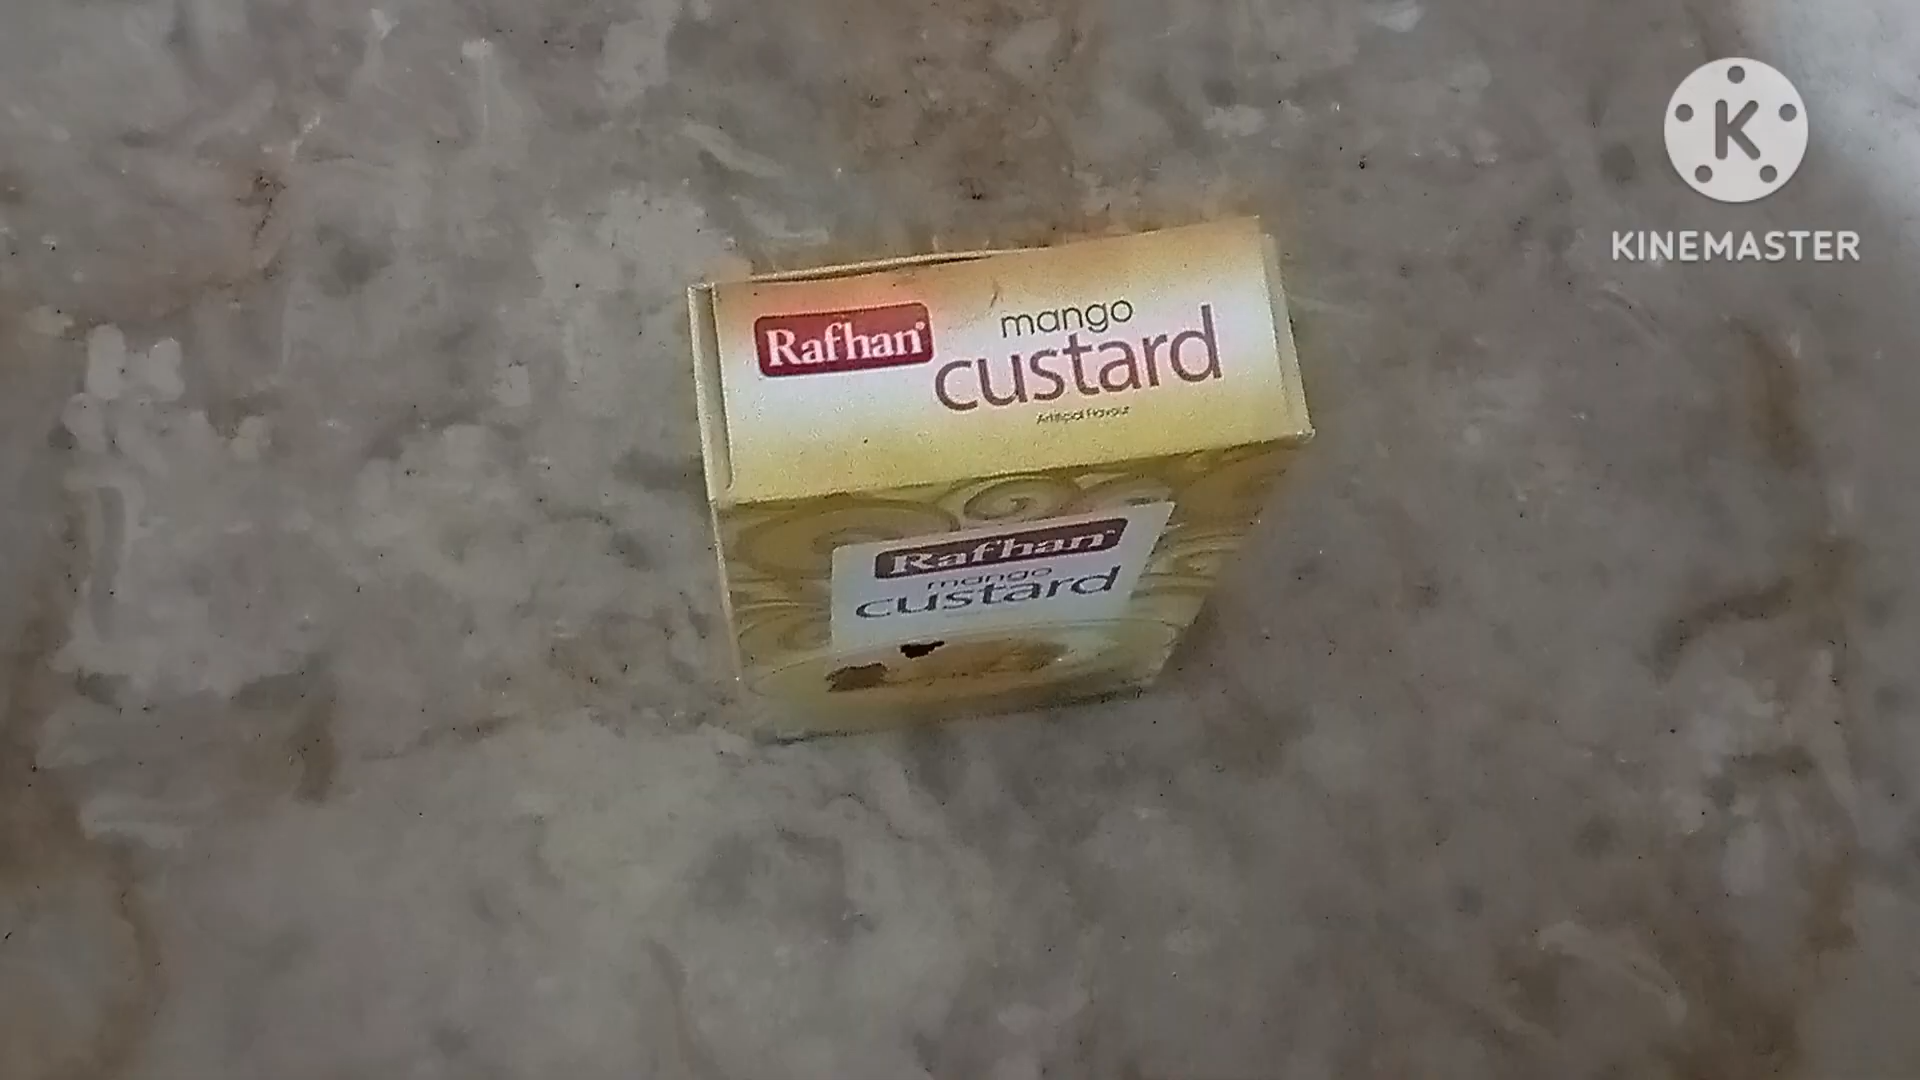 Rafhan
mango
custard
Artificial Flavour
Rafhan
mango
custard
K
KINEMASTER